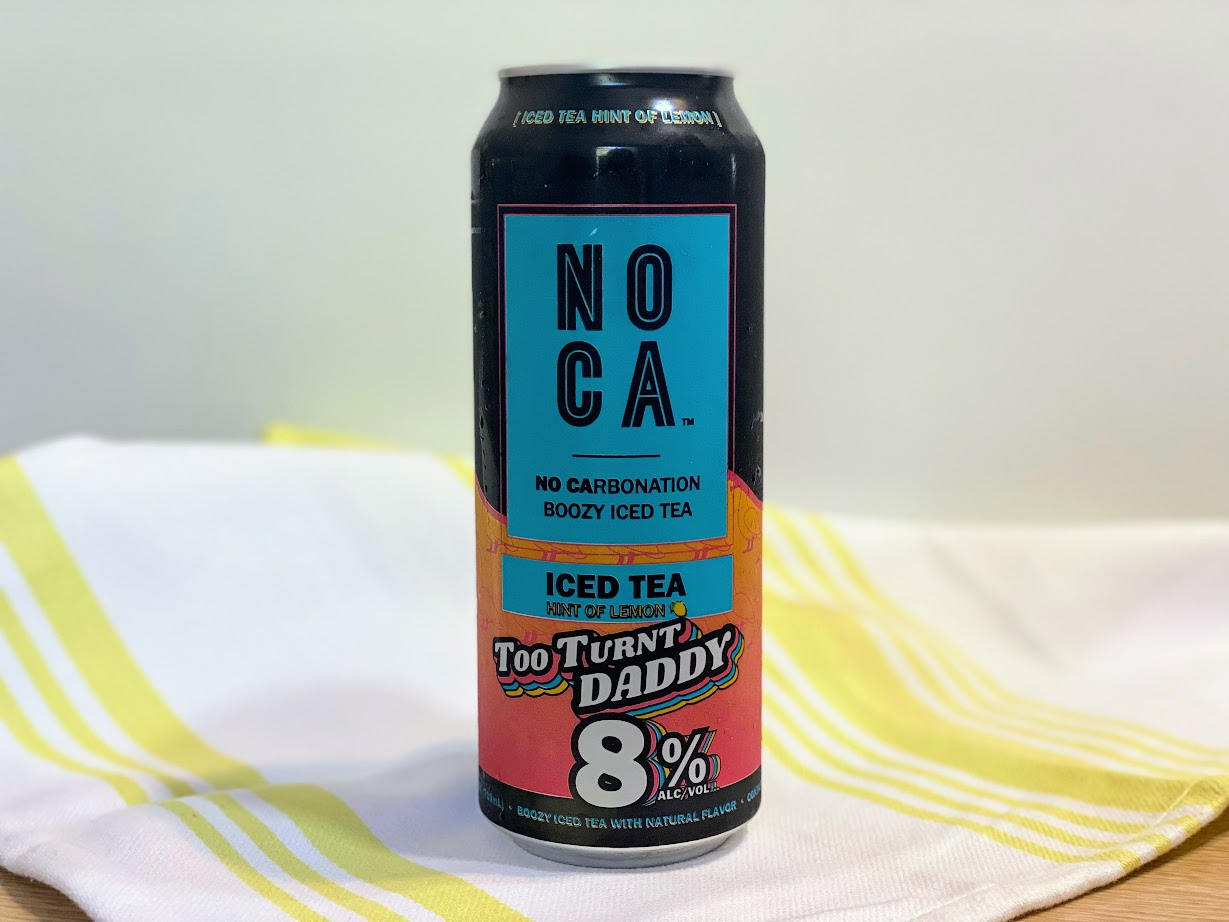 [ ICED TEA HINT OF LEMON ]
NO
CA™
NO CARBONATION
BOOZY ICED TEA
ICED TEA
HINT OF LEMON
TOO TURNT
DADDY
8%
ALC/VOL
• BOOZY ICED TEA WITH NATURAL FLAVOR •